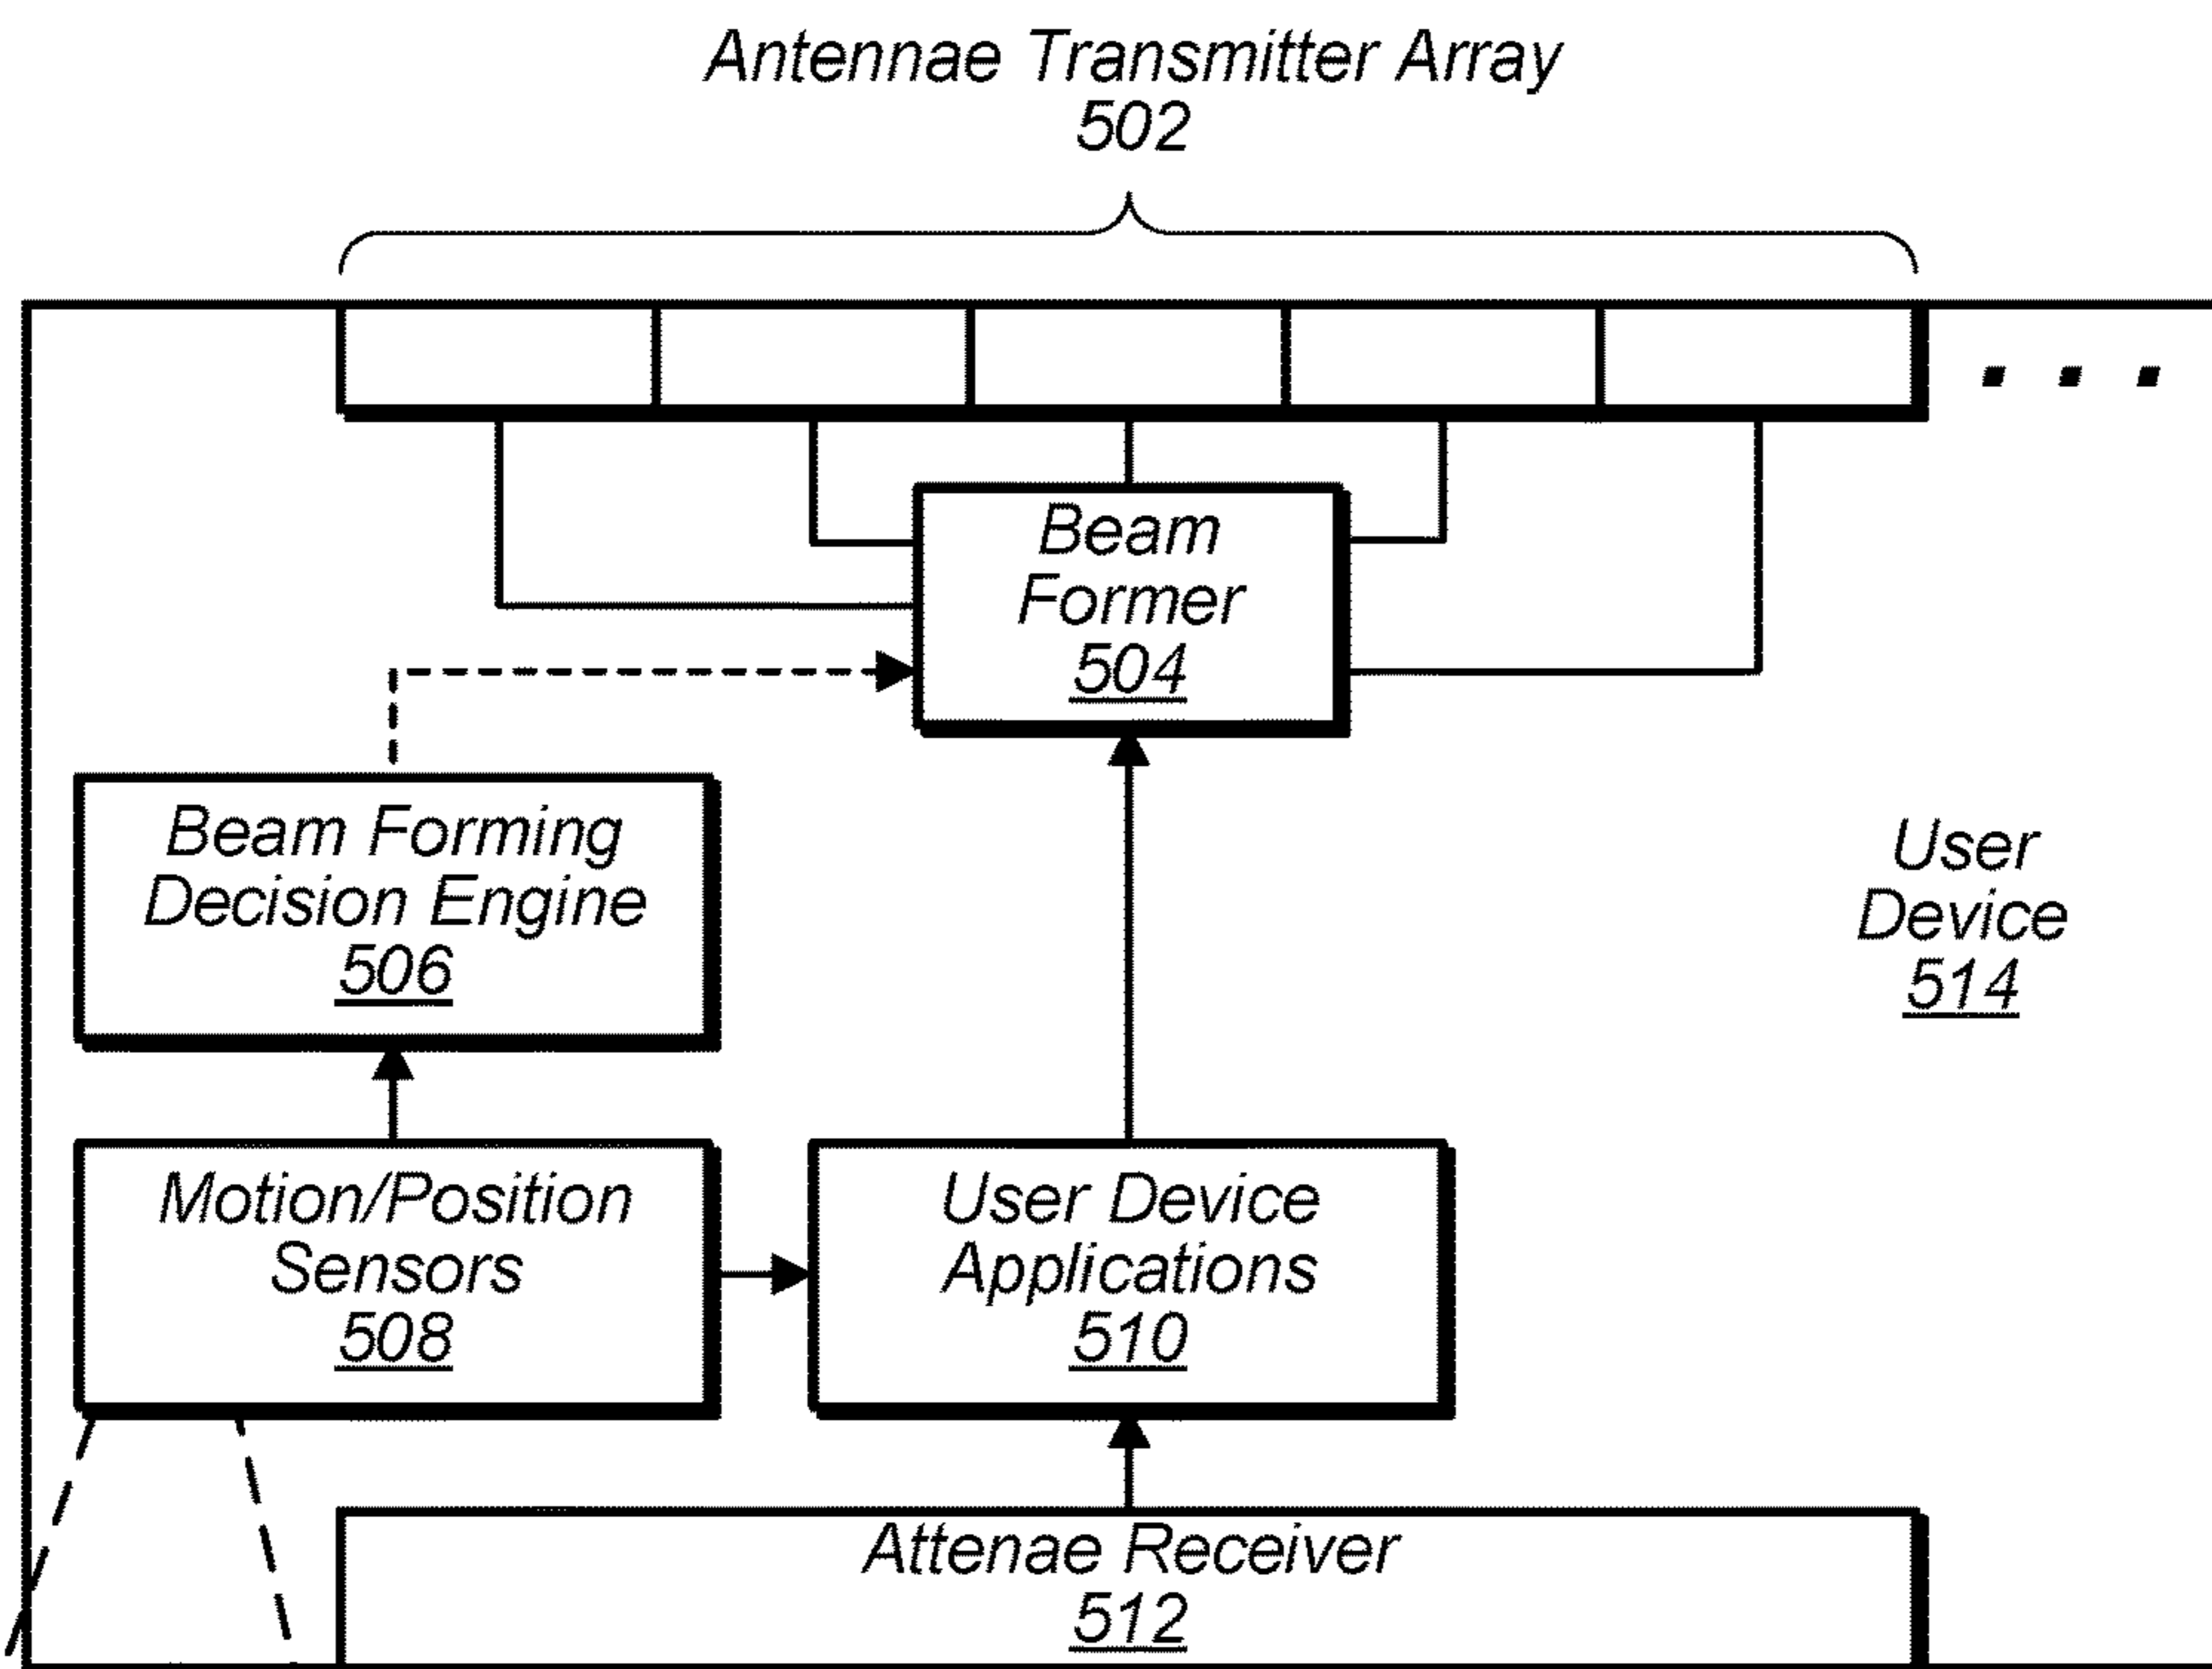 Antennae Transmitter Array
502
Beam
Former
504
Beam Forming
Decision Engine
506
User
Device
514
Motion/Position
Sensors
508
User Device
Applications
510
Attenae Receiver
512